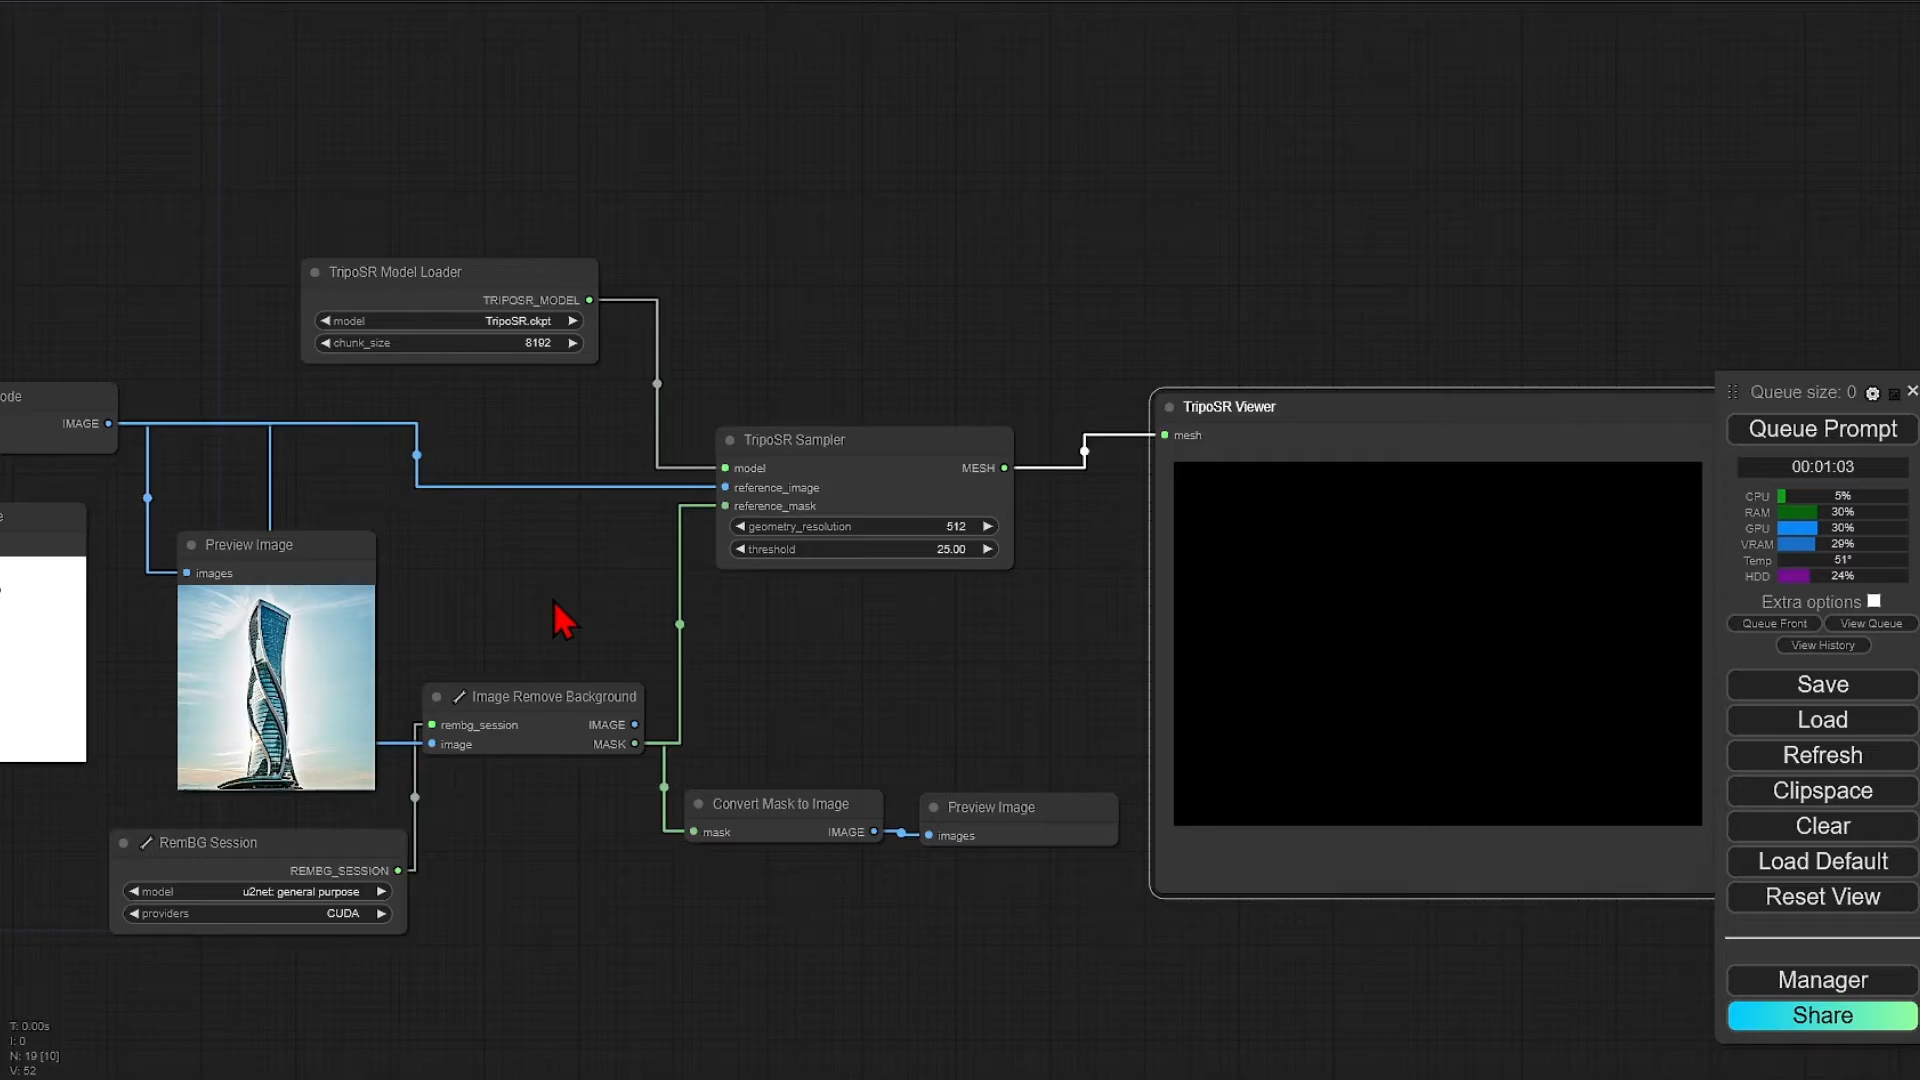 TripoSR Model Loader
TRIPOSR_MODEL
model TripoSR.ckpt
chunk_size 8192
ode
IMAGE
e
Preview Image
images
TripoSR Sampler
model MESH
reference_image
reference_mask
geometry_resolution 512
threshold 25.00
Image Remove Background
rembg_session IMAGE
image MASK
RemBG Session
REMBG_SESSION
model u2net: general purpose
providers CUDA
Convert Mask to Image
mask IMAGE
Preview Image
images
TripoSR Viewer
mesh
Queue size: 0
Queue Prompt
00:01:03
CPU 5%
RAM 30%
GPU 30%
VRAM 29%
Temp 51°
HDD 24%
Extra options
Queue Front View Queue
View History
Save
Load
Refresh
Clipspace
Clear
Load Default
Reset View
Manager
Share
T: 0.00s
I: 0
N: 19 [10]
V: 52